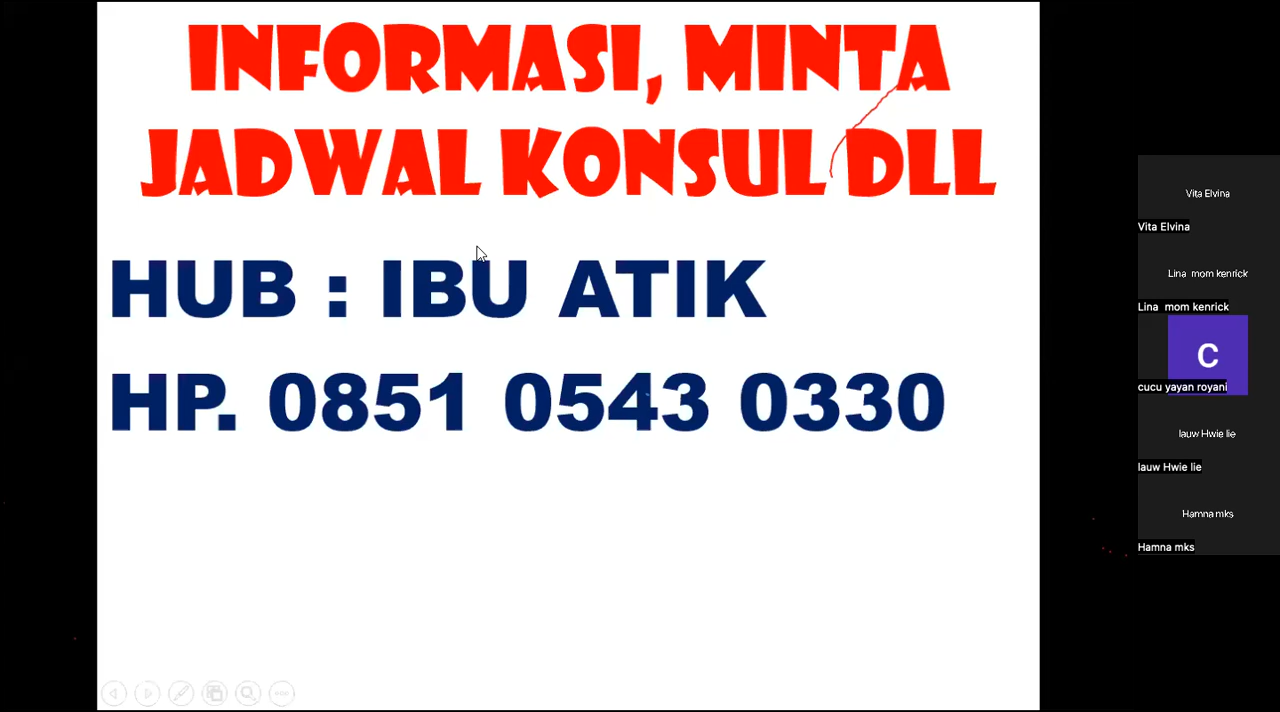 INFORMASI, MINTA
JADWAL KONSUL DLL
HUB : IBU ATIK
HP. 0851 0543 0330
Vita Elvina
Vita Elvina
Lina mom kenrick
Lina mom kenrick
C
cucu yayan royani
lauw Hwie lie
lauw Hwie lie
Hamna mks
Hamna mks